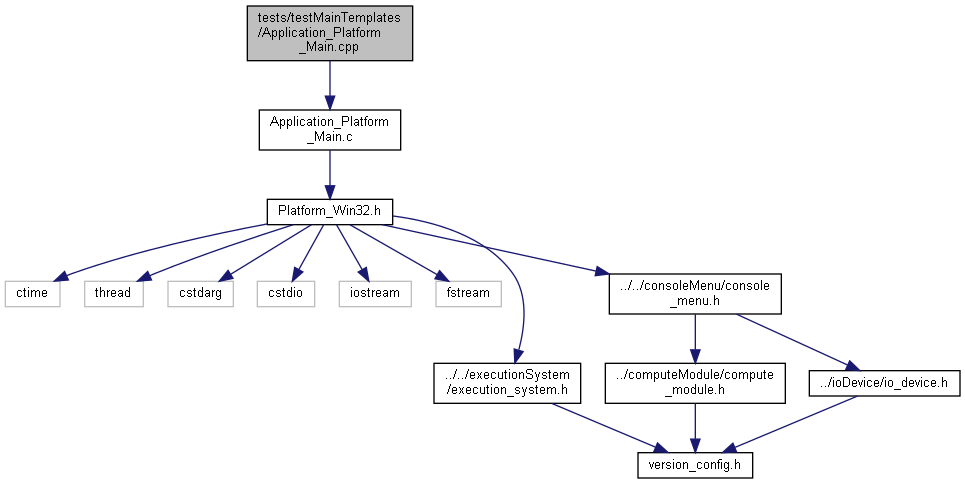 tests/testMainTemplates
/Application_Platform
_Main.cpp
Application_Platform
_Main.c
Platform_Win32.h
ctime
thread
cstdarg
cstdio
iostream
fstream
../../consoleMenu/console
_menu.h
../../executionSystem
/execution_system.h
../computeModule/compute
_module.h
../ioDevice/io_device.h
version_config.h